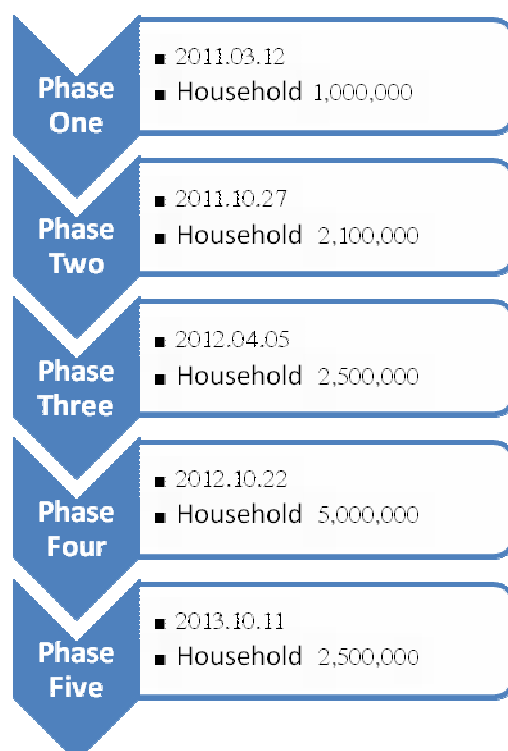 Phase
One
■ 2011.03.12
■ Household 1,000,000
Phase
Two
■ 2011.10.27
■ Household 2,100,000
Phase
Three
■ 2012.04.05
■ Household 2,500,000
Phase
Four
■ 2012.10.22
■ Household 5,000,000
Phase
Five
■ 2013.10.11
■ Household 2,500,000